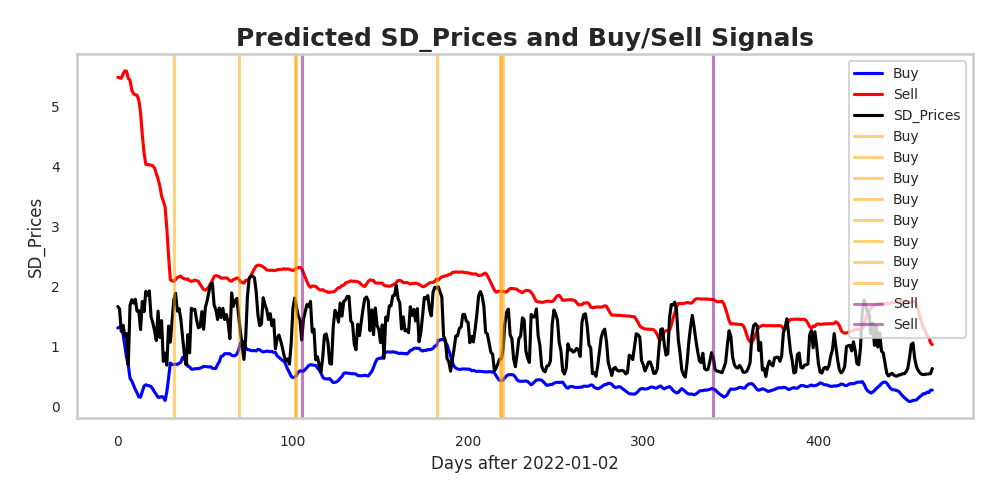 Predicted SD_Prices and Buy/Sell Signals
SD_Prices
5
4
3
2
1
0
0
100
200
300
400
Days after 2022-01-02
Buy
Sell
SD_Prices
Buy
Buy
Buy
Buy
Buy
Buy
Buy
Buy
Sell
Sell